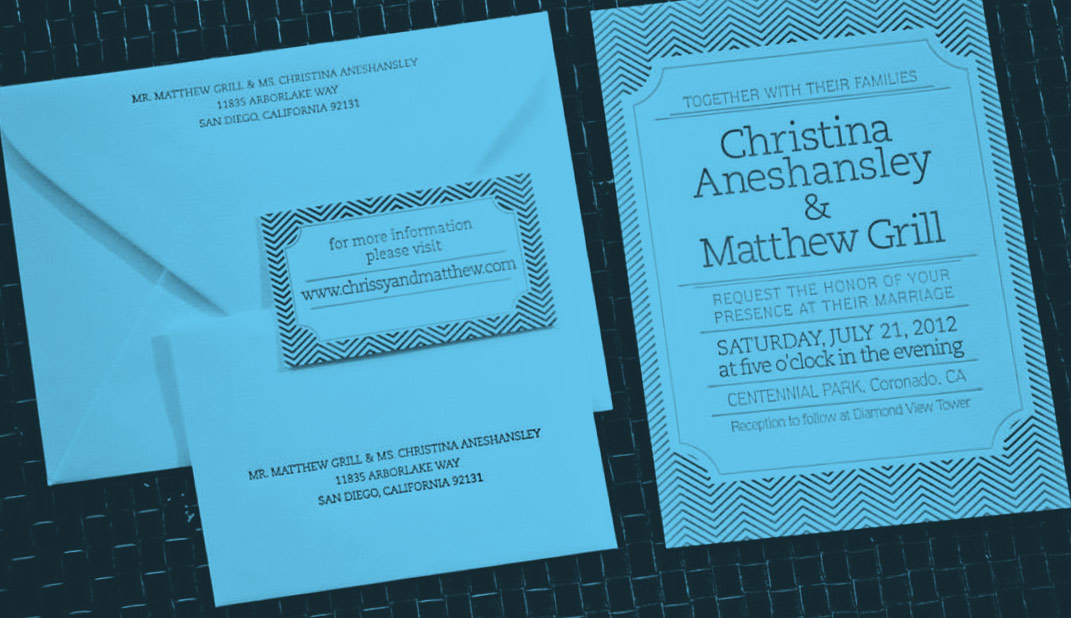 MR. MATTHEW GRILL & MS. CHRISTINA ANESHANSLEY
11835 ARBORLAKE WAY
SAN DIEGO, CALIFORNIA 92131
for more information
please visit
www.chrissyandmatthew.com
MR. MATTHEW GRILL & MS. CHRISTINA ANESHANSLEY
11835 ARBORLAKE WAY
SAN DIEGO, CALIFORNIA 92131
TOGETHER WITH THEIR FAMILIES
Christina
Aneshansley
&
Matthew Grill
REQUEST THE HONOR OF YOUR
PRESENCE AT THEIR MARRIAGE
SATURDAY, JULY 21, 2012
at five o'clock in the evening
CENTENNIAL PARK, Coronado, CA
Reception to follow at Diamond View Tower